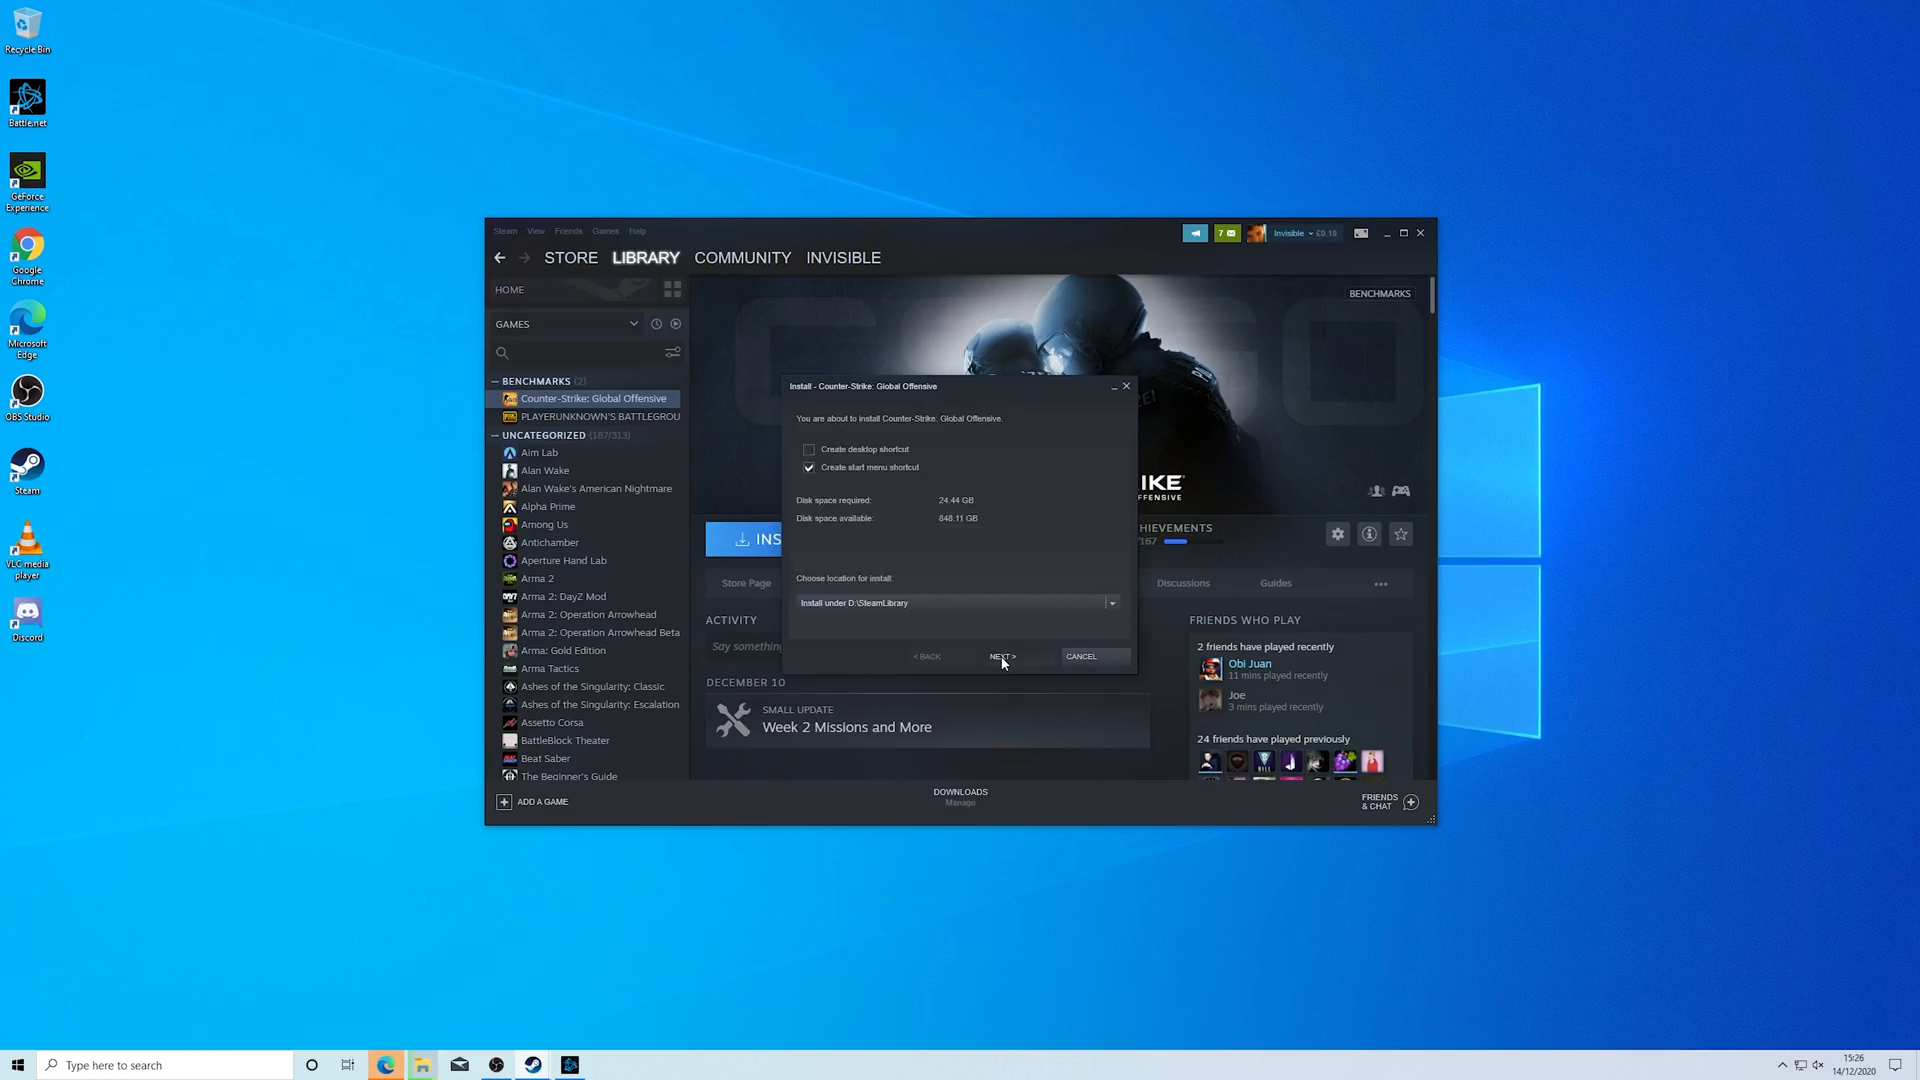 Recycle Bin
Battle.net
GeForce
Experience
Google
Chrome
Microsoft
Edge
OBS Studio
Steam
VLC media
player
Discord
Steam View Friends Games Help
7
Invisible £0.10
STORE LIBRARY COMMUNITY INVISIBLE
HOME
GAMES
BENCHMARKS (2)
Counter-Strike: Global Offensive
PLAYERUNKNOWN'S BATTLEGROU
UNCATEGORIZED (187/313)
Aim Lab
Alan Wake
Alan Wake's American Nightmare
Alpha Prime
Among Us
Antichamber
Aperture Hand Lab
Arma 2
Arma 2: DayZ Mod
Arma 2: Operation Arrowhead
Arma 2: Operation Arrowhead Beta
Arma: Gold Edition
Arma Tactics
Ashes of the Singularity: Classic
Ashes of the Singularity: Escalation
Assetto Corsa
BattleBlock Theater
Beat Saber
The Beginner's Guide
ADD A GAME
BENCHMARKS
IKE
FFENSIVE
INS
HIEVEMENTS
/167
Store Page
Discussions Guides
ACTIVITY
Say something
DECEMBER 10
SMALL UPDATE
Week 2 Missions and More
FRIENDS WHO PLAY
2 friends have played recently
Obi Juan
11 mins played recently
Joe
3 mins played recently
24 friends have played previously
DOWNLOADS
Manage
FRIENDS
& CHAT
Install - Counter-Strike: Global Offensive
You are about to install Counter-Strike: Global Offensive.
Create desktop shortcut
Create start menu shortcut
Disk space required: 24.44 GB
Disk space available: 848.11 GB
Choose location for install:
Install under D:\SteamLibrary
< BACK NEXT > CANCEL
Type here to search
15:26
14/12/2020